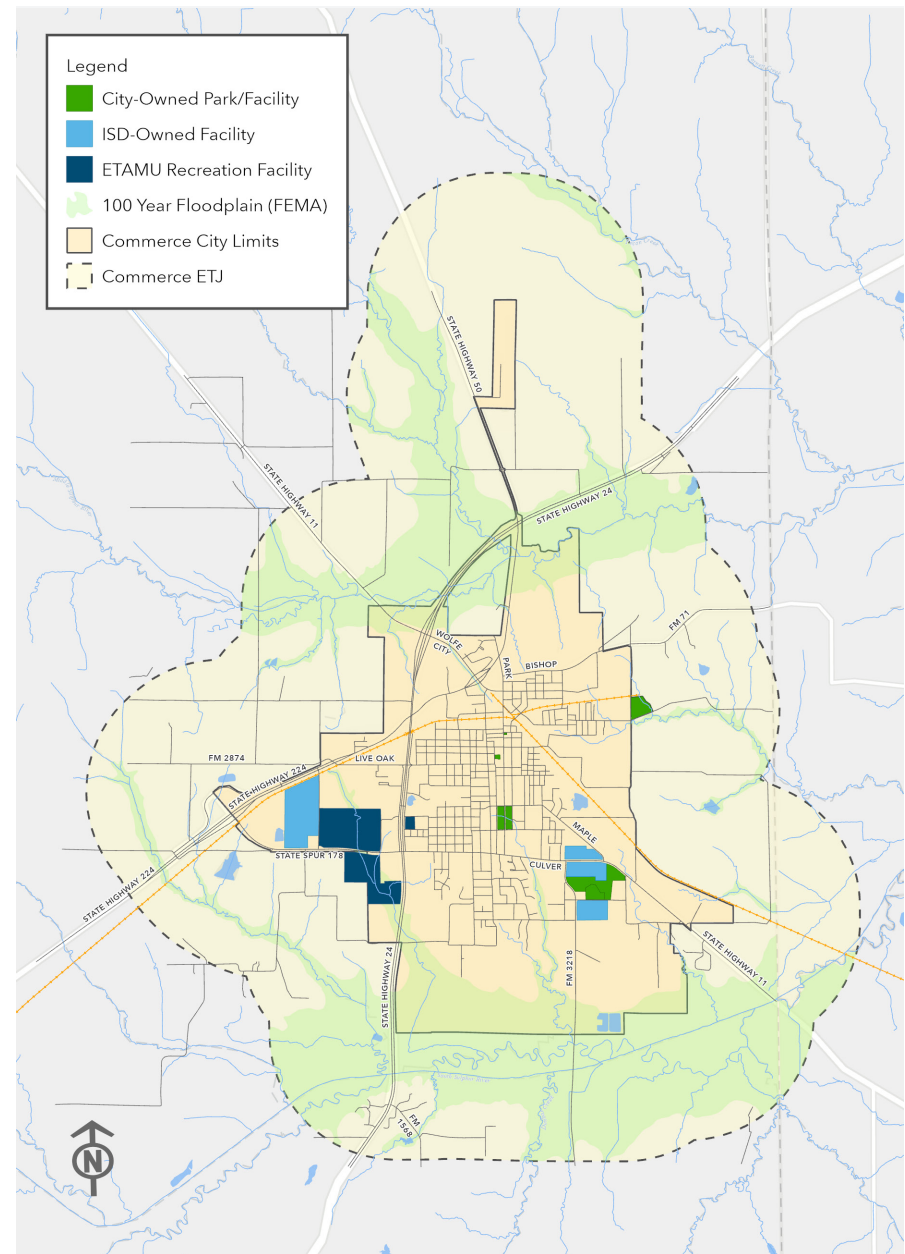 Legend
City-Owned Park/Facility
ISD-Owned Facility
ETAMU Recreation Facility
100 Year Floodplain (FEMA)
Commerce City Limits
Commerce ETJ
STATE HIGHWAY 50
STATE HIGHWAY 11
STATE HIGHWAY 24
FM 71
WOLFE
CITY
PARK
BISHOP
FM 2874
LIVE OAK
STATE HIGHWAY 224
MAPLE
STATE SPUR 178
CULVER
STATE HIGHWAY 224
STATE HIGHWAY 24
FM 3218
STATE HIGHWAY 11
FM
1568
N